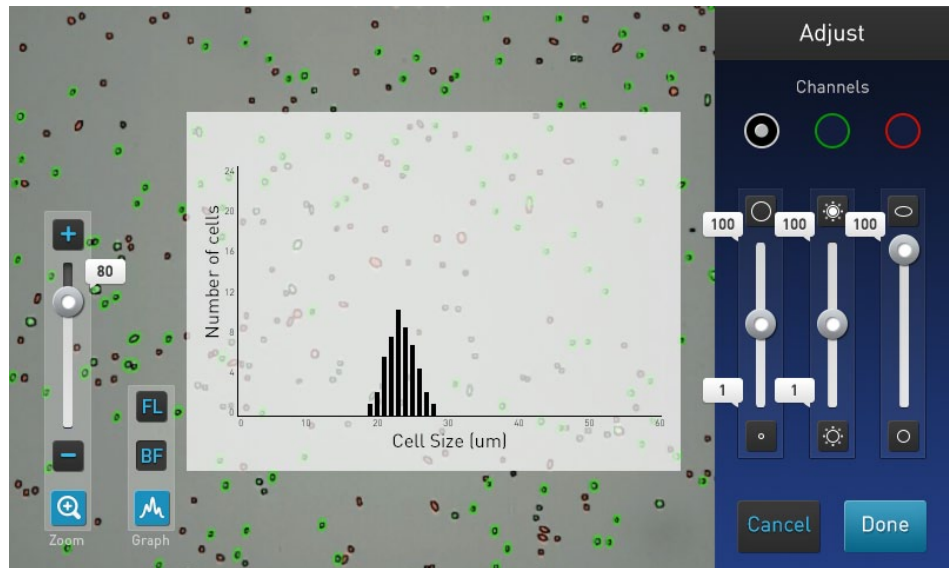 Adjust
Channels
100
100
100
1
1
Cancel
Done
80
Zoom
FL
BF
Graph
Number of cells
24
20
16
12
8
4
0
0
10
20
30
40
50
60
Cell Size (um)